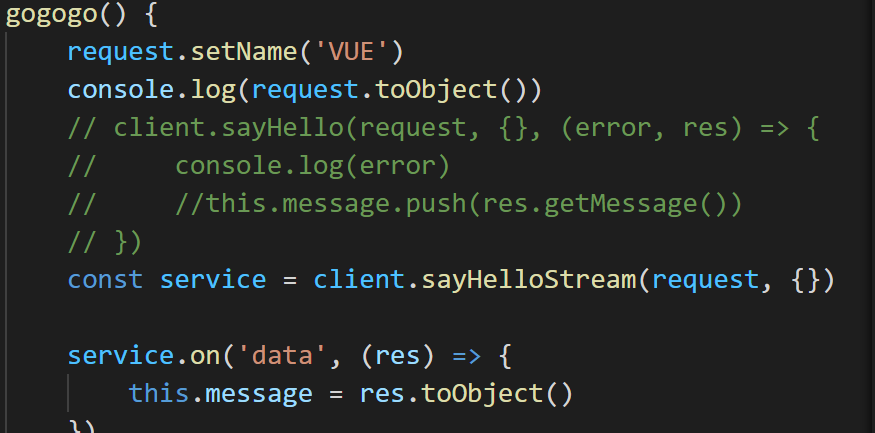 gogogo() {
    request.setName('VUE')
    console.log(request.toObject())
    // client.sayHello(request, {}, (error, res) => {
    //     console.log(error)
    //     //this.message.push(res.getMessage())
    // })
    const service = client.sayHelloStream(request, {})
    service.on('data', (res) => {
        this.message = res.toObject()
    })